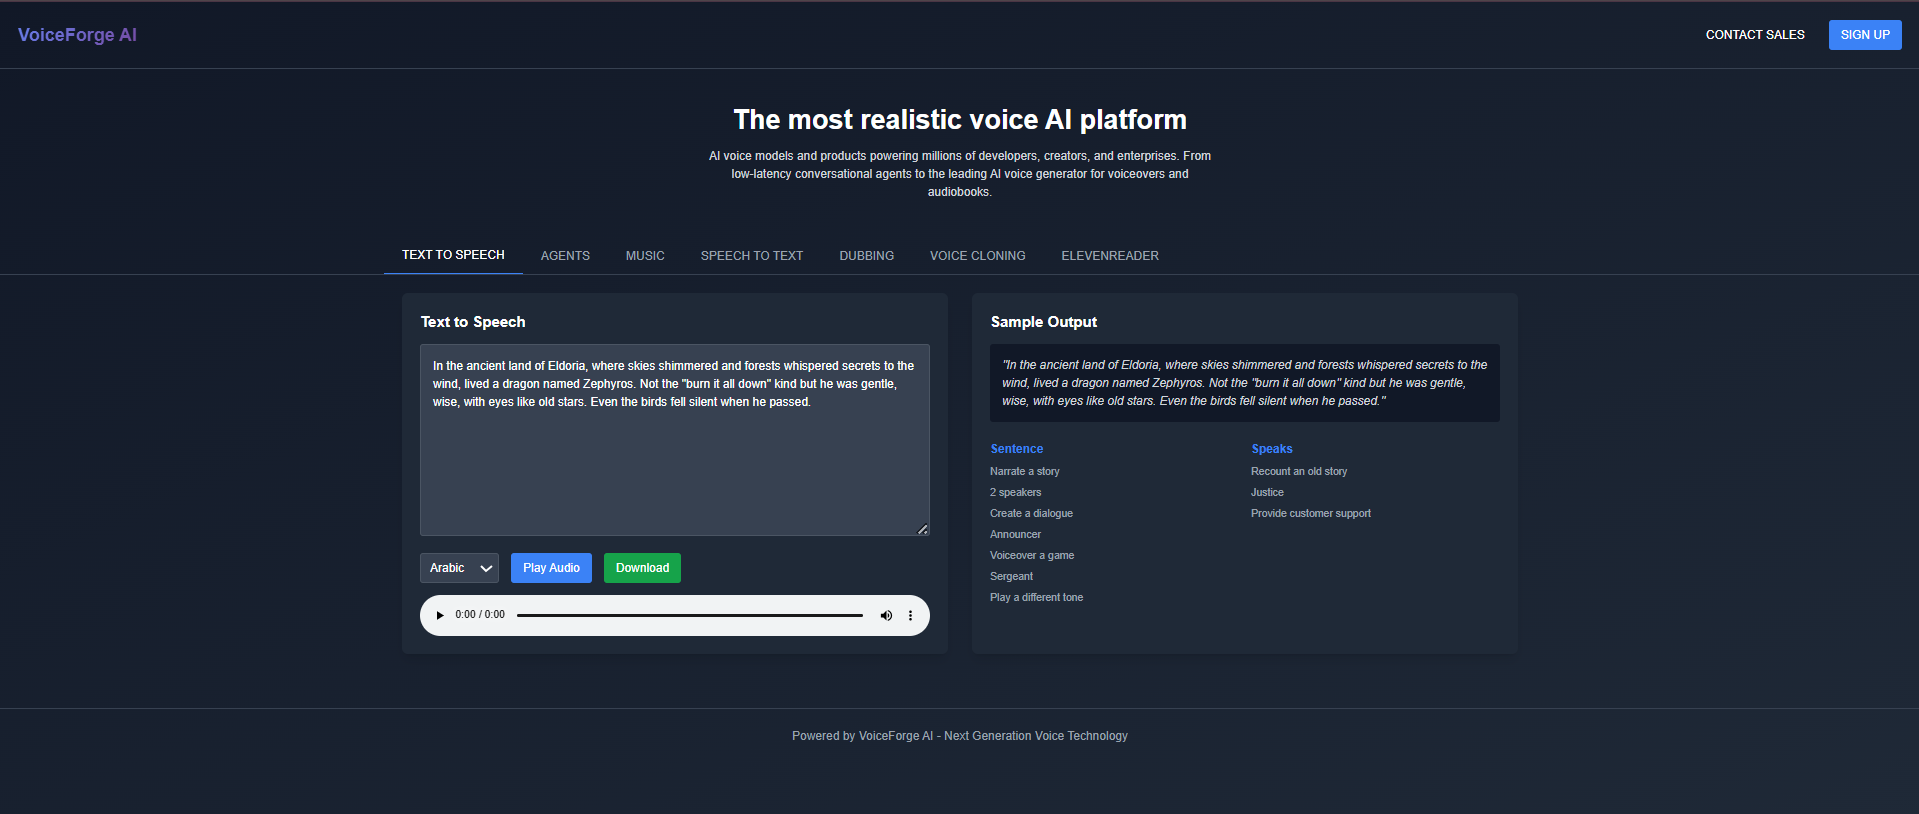 VoiceForge AI
CONTACT SALES
SIGN UP
The most realistic voice AI platform
AI voice models and products powering millions of developers, creators, and enterprises. From
low-latency conversational agents to the leading AI voice generator for voiceovers and
audiobooks.
TEXT TO SPEECH
AGENTS
MUSIC
SPEECH TO TEXT
DUBBING
VOICE CLONING
ELEVENREADER
Text to Speech
In the ancient land of Eldoria, where skies shimmered and forests whispered secrets to the
wind, lived a dragon named Zephyros. Not the "burn it all down" kind but he was gentle,
wise, with eyes like old stars. Even the birds fell silent when he passed.
Arabic
Play Audio
Download
0:00 / 0:00
Sample Output
"In the ancient land of Eldoria, where skies shimmered and forests whispered secrets to the
wind, lived a dragon named Zephyros. Not the "burn it all down" kind but he was gentle,
wise, with eyes like old stars. Even the birds fell silent when he passed."
Sentence
Narrate a story
2 speakers
Create a dialogue
Announcer
Voiceover a game
Sergeant
Play a different tone
Speaks
Recount an old story
Justice
Provide customer support
Powered by VoiceForge AI - Next Generation Voice Technology